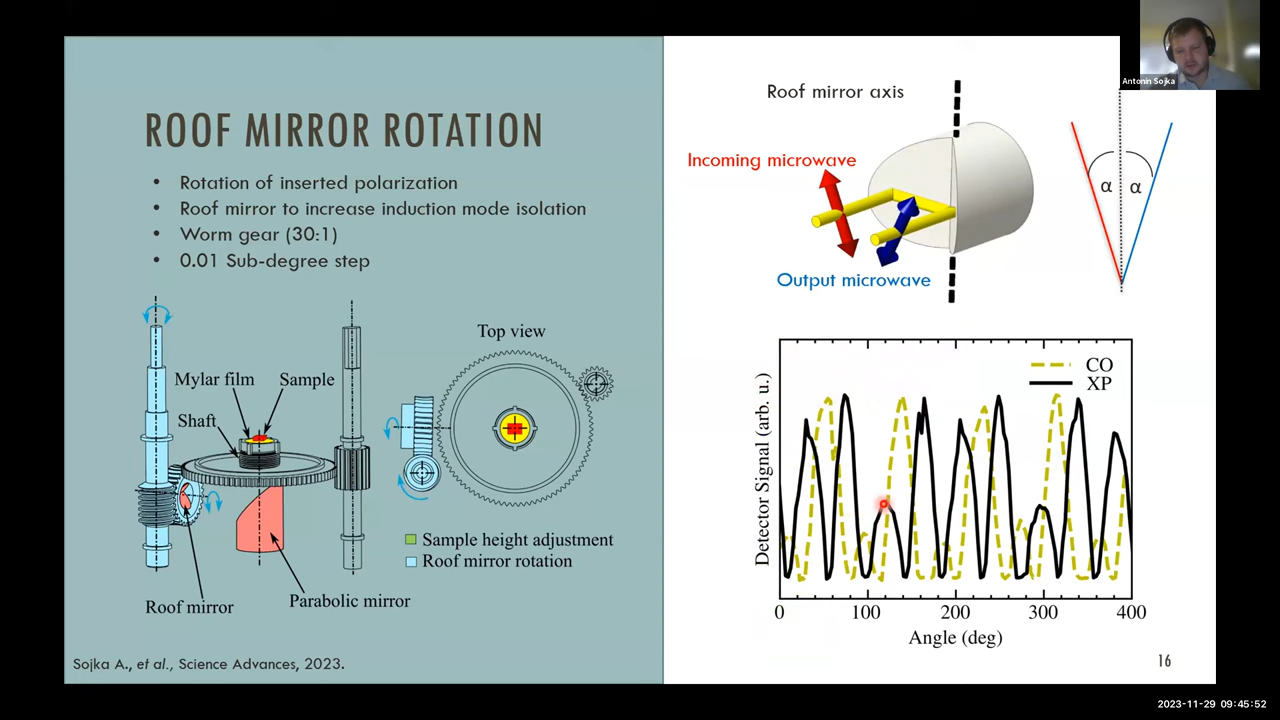 Antonin Sojka
ROOF MIRROR ROTATION
• Rotation of inserted polarization
• Roof mirror to increase induction mode isolation
• Worm gear (30:1)
• 0.01 Sub-degree step
Top view
Mylar film
Sample
Shaft
Sample height adjustment
Roof mirror rotation
Roof mirror
Parabolic mirror
Sojka A., et al., Science Advances, 2023.
Roof mirror axis
Incoming microwave
Output microwave
α α
CO
XP
Detector Signal (arb. u.)
0 100 200 300 400
Angle (deg)
16
2023-11-29 09:45:52